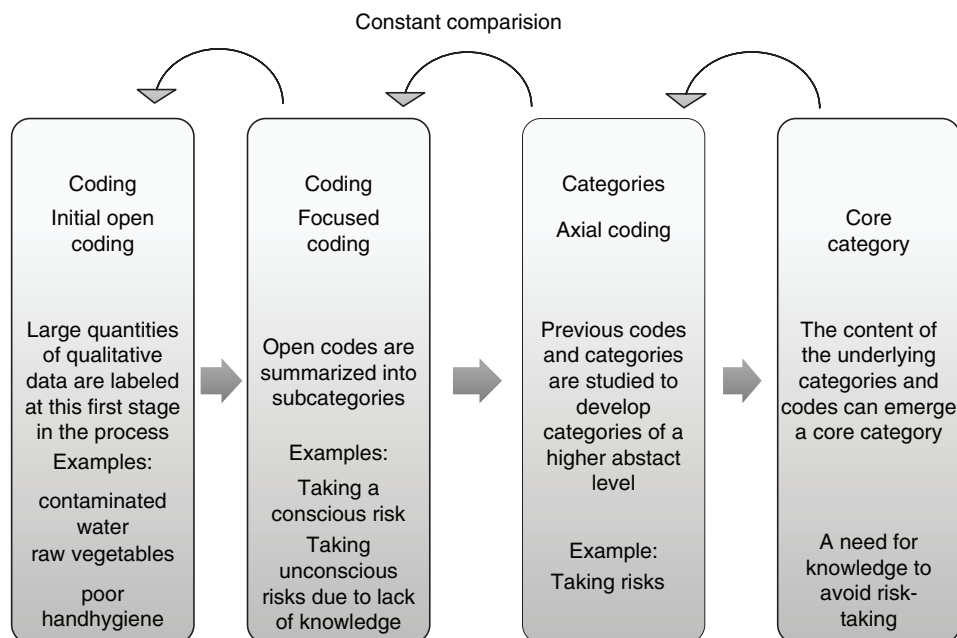 Constant comparision
Coding
Initial open
coding
Large quantities
of qualitative
data are labeled
at this first stage
in the process
Examples:
contaminated
water
raw vegetables
poor
handhygiene
Coding
Focused
coding
Open codes are
summarized into
subcategories
Examples:
Taking a
conscious risk
Taking
unconscious
risks due to lack
of knowledge
Categories
Axial coding
Previous codes
and categories
are studied to
develop
categories of a
higher abstact
level
Example:
Taking risks
Core
category
The content of
the underlying
categories and
codes can emerge
a core category
A need for
knowledge to
avoid risk-
taking